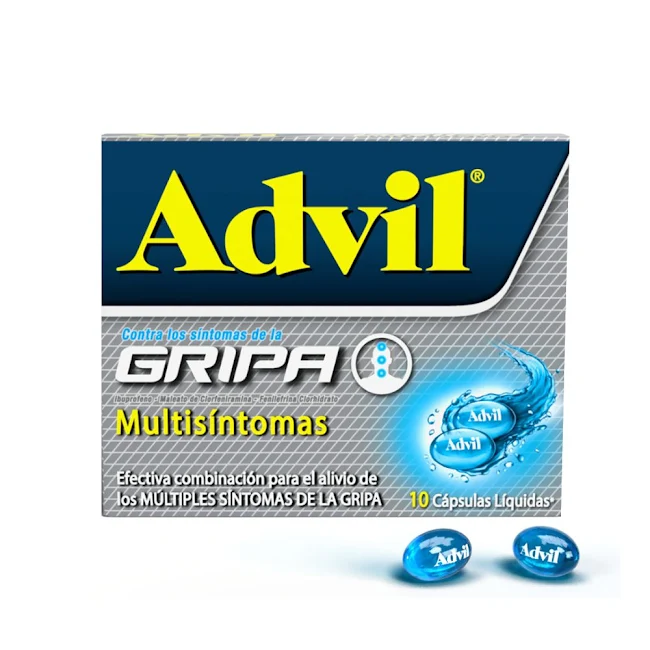 Advil®
Contra los síntomas de la
GRIPA
Ibuprofeno - Maleato de Clorfeniramina - Fenilefrina Clorhidrato
Multisíntomas
Efectiva combinación para el alivio de
los MÚLTIPLES SÍNTOMAS DE LA GRIPA
Advil
Advil
10 Cápsulas Líquidas*
Advil
Advil